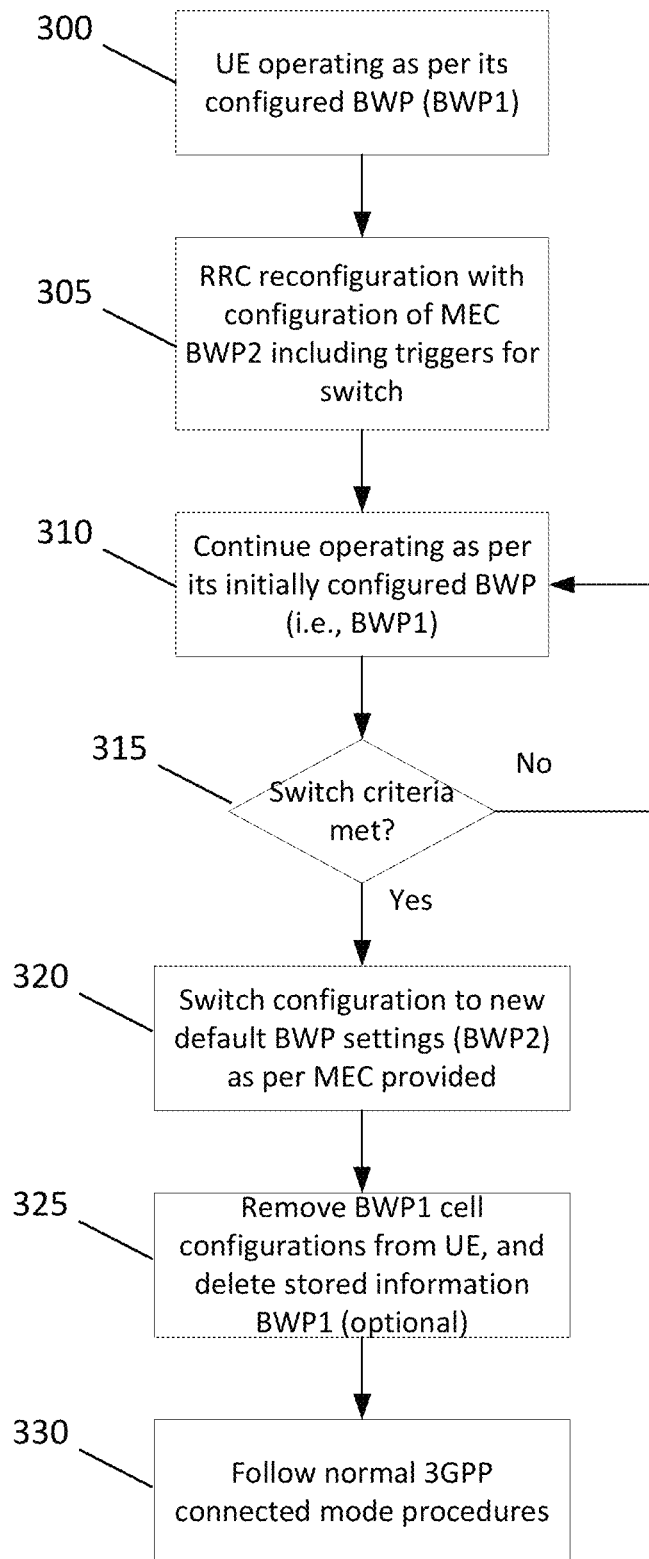 300
UE operating as per its
configured BWP (BWP1)
305
RRC reconfiguration with
configuration of MEC
BWP2 including triggers for
switch
310
Continue operating as per
its initially configured BWP
(i.e., BWP1)
315
Switch criteria
met?
No
Yes
320
Switch configuration to new
default BWP settings (BWP2)
as per MEC provided
325
Remove BWP1 cell
configurations from UE, and
delete stored information
BWP1 (optional)
330
Follow normal 3GPP
connected mode procedures